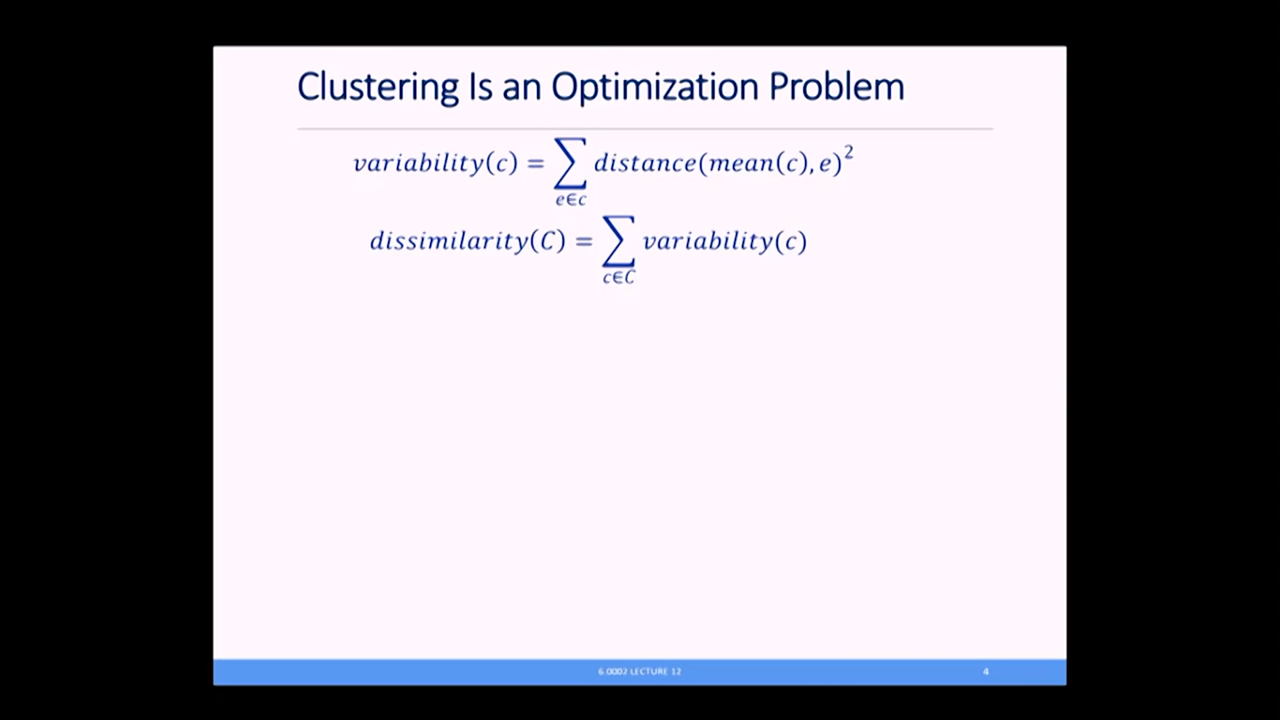 Clustering Is an Optimization Problem
variability(c) = ∑ distance(mean(c), e)²
e∈c
dissimilarity(C) = ∑ variability(c)
c∈C
6.0002 LECTURE 12
4